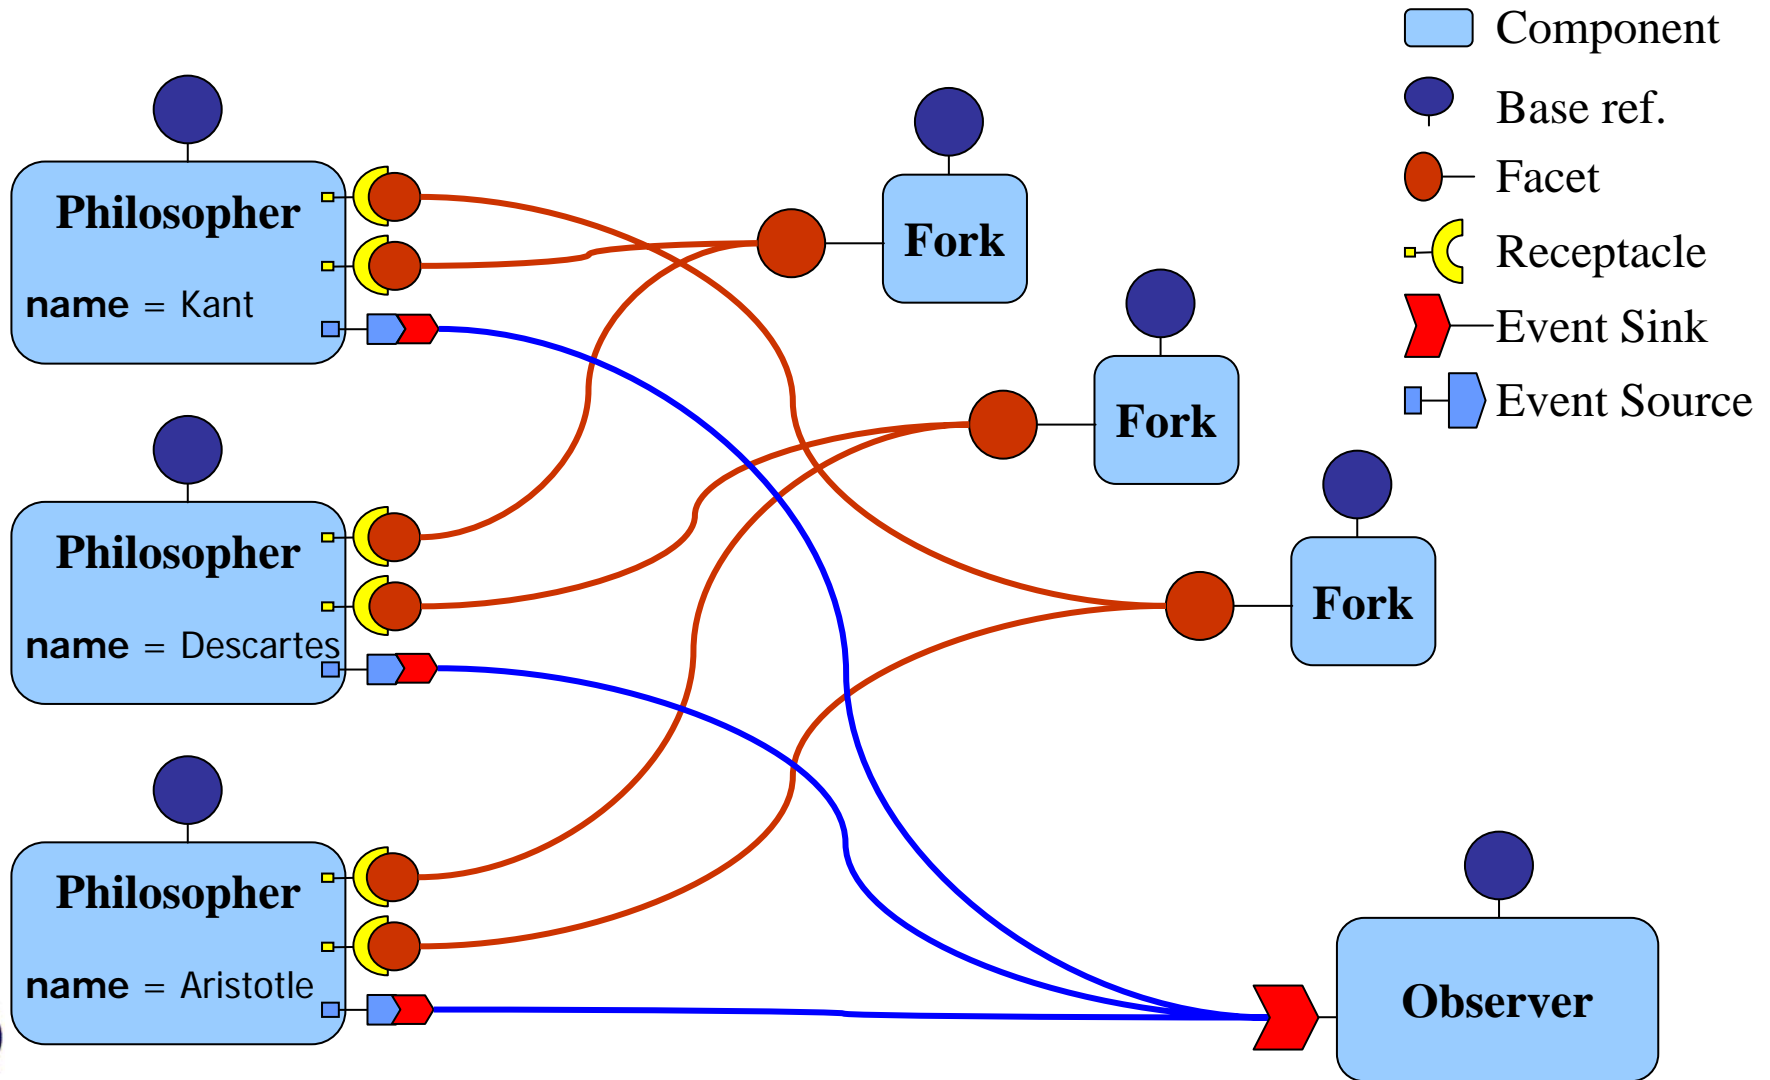 Component
Base ref.
Facet
Receptacle
Event Sink
Event Source
Philosopher
name = Kant
Fork
Fork
Philosopher
name = Descartes
Fork
Philosopher
name = Aristotle
Observer